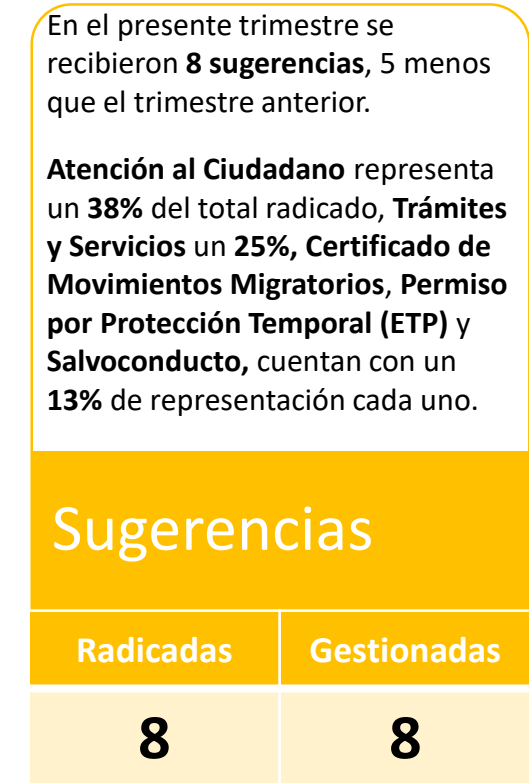 En el presente trimestre se
recibieron 8 sugerencias, 5 menos
que el trimestre anterior.
Atención al Ciudadano representa
un 38% del total radicado, Trámites
y Servicios un 25%, Certificado de
Movimientos Migratorios, Permiso
por Protección Temporal (ETP) y
Salvoconducto, cuentan con un
13% de representación cada uno.
Sugerencias
Radicadas Gestionadas
8 8